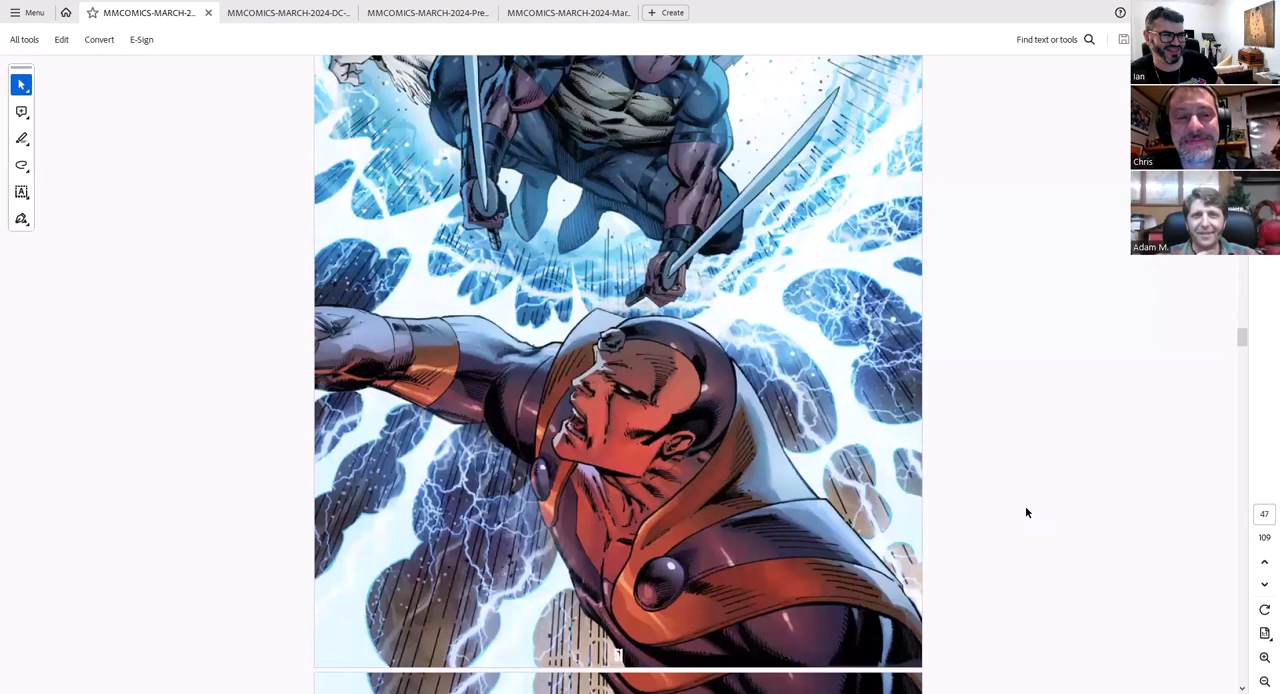 Menu
MMCOMICS-MARCH-2...
MMCOMICS-MARCH-2024-DC-...
MMCOMICS-MARCH-2024-Pre...
MMCOMICS-MARCH-2024-Mar...
Create
All tools
Edit
Convert
E-Sign
Find text or tools
Ian
Chris
Adam M.
47
109